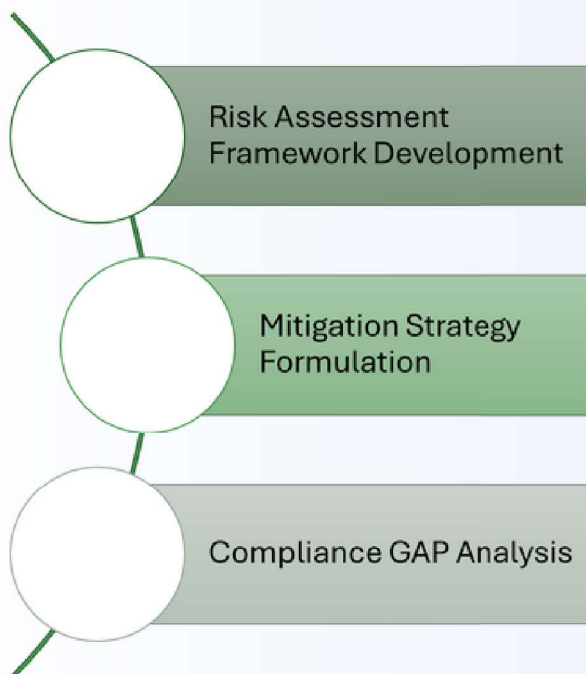 Risk Assessment
Framework Development
Mitigation Strategy
Formulation
Compliance GAP Analysis